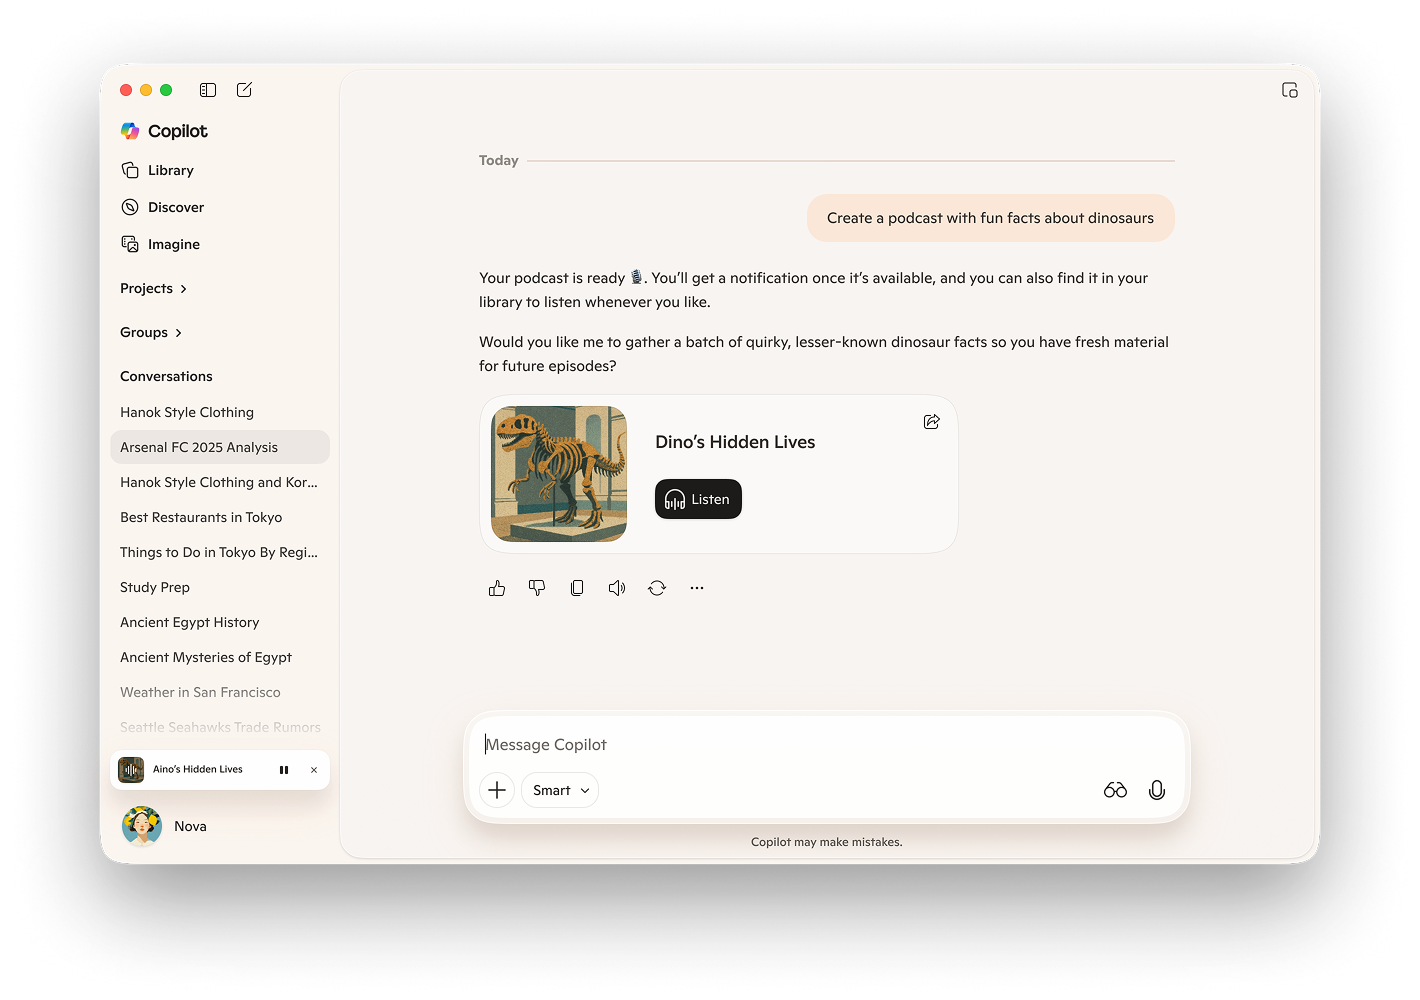 Copilot
Library
Discover
Imagine
Projects
Groups
Conversations
Hanok Style Clothing
Arsenal FC 2025 Analysis
Hanok Style Clothing and Kor...
Best Restaurants in Tokyo
Things to Do in Tokyo By Regi...
Study Prep
Ancient Egypt History
Ancient Mysteries of Egypt
Weather in San Francisco
Seattle Seahawks Trade Rumors
Aino’s Hidden Lives
Nova
Today
Create a podcast with fun facts about dinosaurs
Your podcast is ready 🎙️. You’ll get a notification once it’s available, and you can also find it in your
library to listen whenever you like.
Would you like me to gather a batch of quirky, lesser-known dinosaur facts so you have fresh material
for future episodes?
Dino’s Hidden Lives
Listen
Message Copilot
Smart
Copilot may make mistakes.